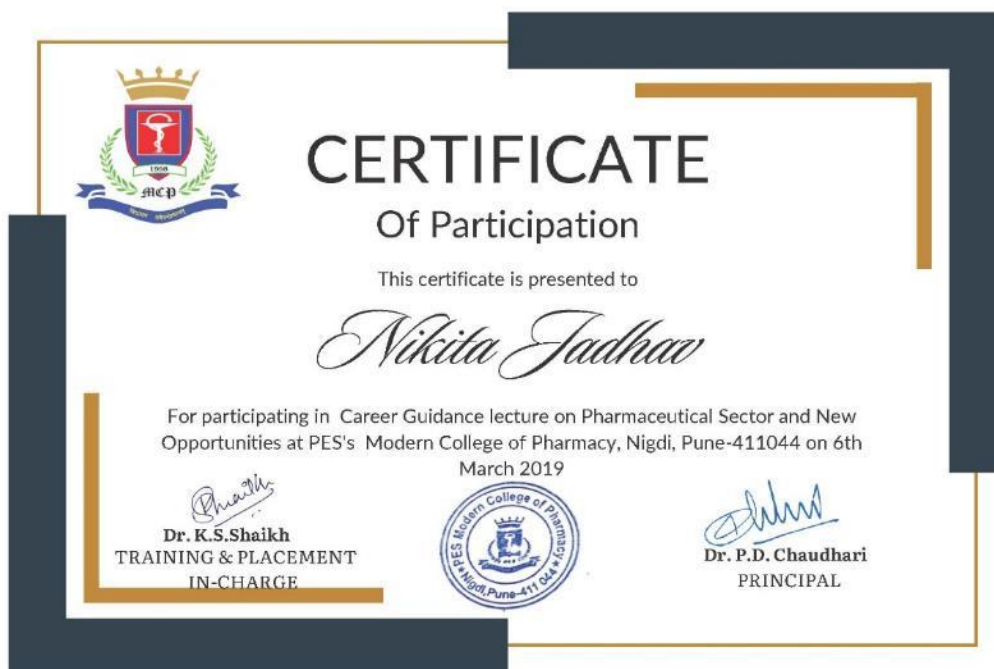 1998
MCP
CERTIFICATE
Of Participation
This certificate is presented to
Nikita Jadhav
For participating in Career Guidance lecture on Pharmaceutical Sector and New
Opportunities at PES's Modern College of Pharmacy, Nigdi, Pune-411044 on 6th
March 2019
Dr. K.S.Shaikh
TRAINING & PLACEMENT
IN-CHARGE
PES Modern College of Pharmacy
Nigdi, Pune-411 044
Dr. P.D. Chaudhari
PRINCIPAL